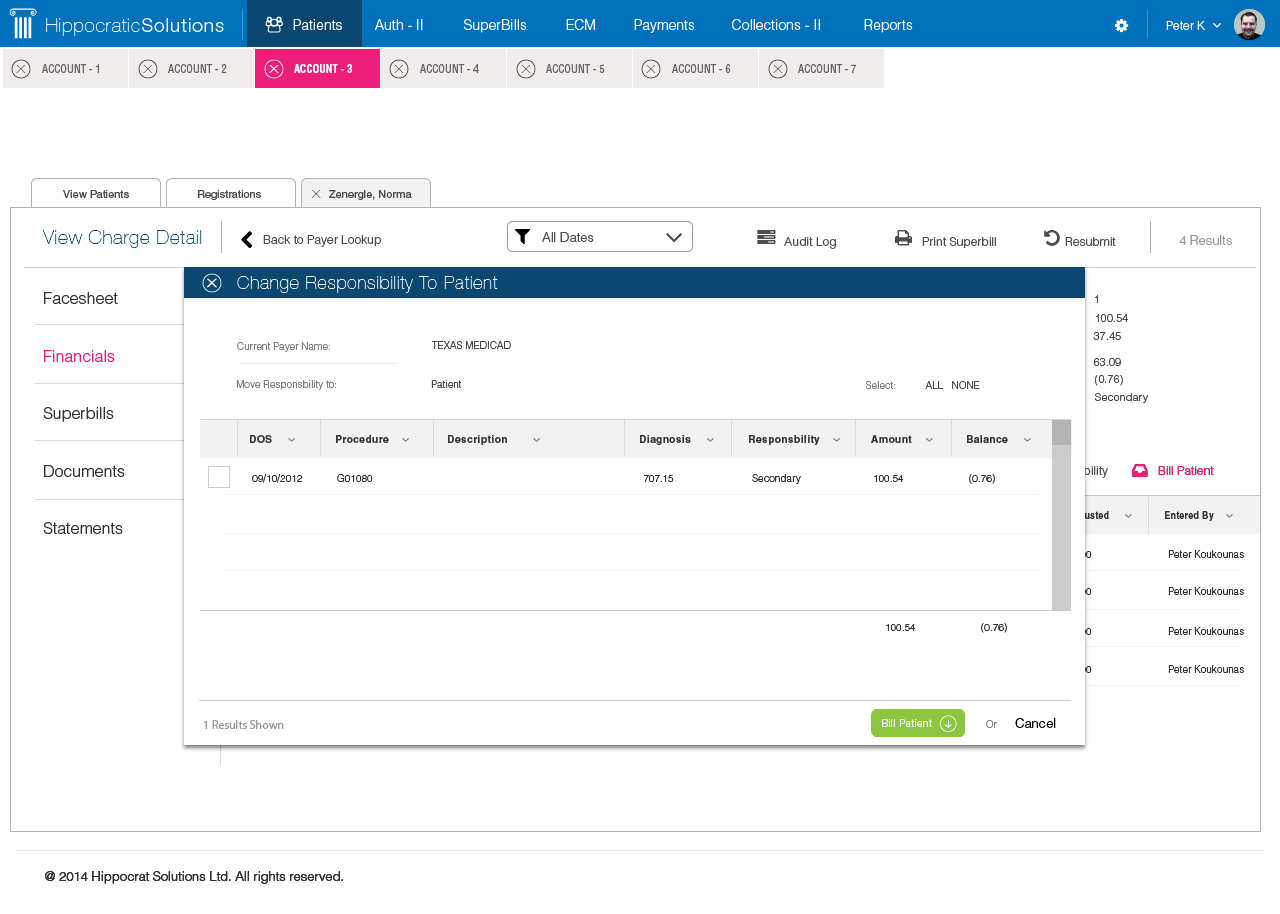 HippocraticSolutions Patients Auth - II SuperBills ECM Payments Collections - II Reports Peter K
ACCOUNT - 1 ACCOUNT - 2 ACCOUNT - 3 ACCOUNT - 4 ACCOUNT - 5 ACCOUNT - 6 ACCOUNT - 7
View Patients Registrations Zenergle, Norma
View Charge Detail Back to Payer Lookup All Dates Audit Log Print Superbill Resubmit 4 Results
Change Responsibility To Patient
Facesheet
Financials
Superbills
Documents
Statements
Current Payer Name: TEXAS MEDICAD
Move Responsbility to: Patient Select: ALL NONE
DOS Procedure Description Diagnosis Responsbility Amount Balance
09/10/2012 G01080 707.15 Secondary 100.54 (0.76)
100.54 (0.76)
1 Results Shown Bill Patient Or Cancel
1
100.54
37.45
63.09
(0.76)
Secondary
bility Bill Patient
usted Entered By
00 Peter Koukounas
00 Peter Koukounas
00 Peter Koukounas
00 Peter Koukounas
@ 2014 Hippocrat Solutions Ltd. All rights reserved.